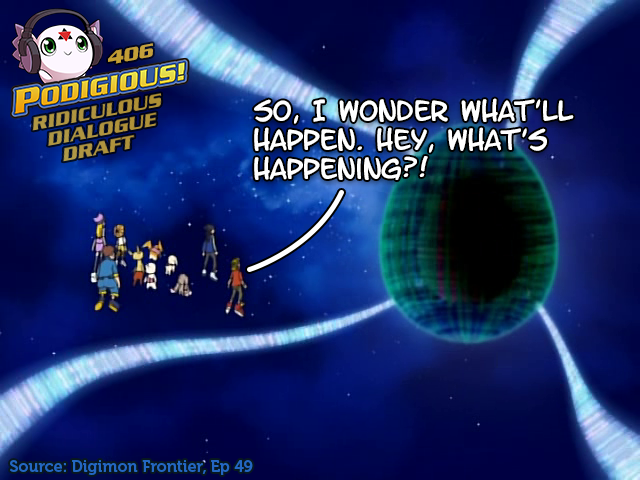 406
PODIGIOUS!
RIDICULOUS
DIALOGUE
DRAFT
SO, I WONDER WHAT'LL
HAPPEN. HEY, WHAT'S
HAPPENING?!
Source: Digimon Frontier, Ep 49